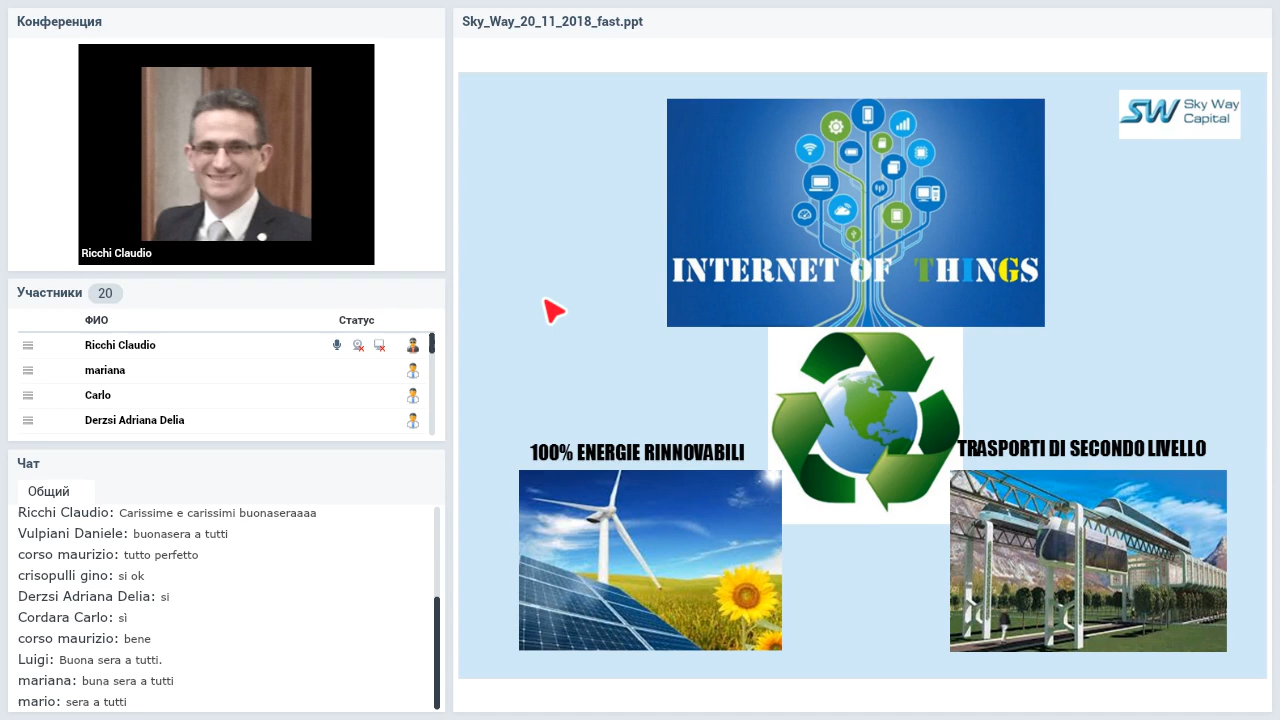 Конференция
Ricchi Claudio
Участники 20
ФИО Статус
Ricchi Claudio
mariana
Carlo
Derzsi Adriana Delia
Чат
Общий
Ricchi Claudio: Carissime e carissimi buonaseraaaa
Vulpiani Daniele: buonasera a tutti
corso maurizio: tutto perfetto
crisopulli gino: si ok
Derzsi Adriana Delia: si
Cordara Carlo: sì
corso maurizio: bene
Luigi: Buona sera a tutti.
mariana: buna sera a tutti
mario: sera a tutti
Sky_Way_20_11_2018_fast.ppt
SW Sky Way
Capital
INTERNET OF THINGS
100% ENERGIE RINNOVABILI
TRASPORTI DI SECONDO LIVELLO